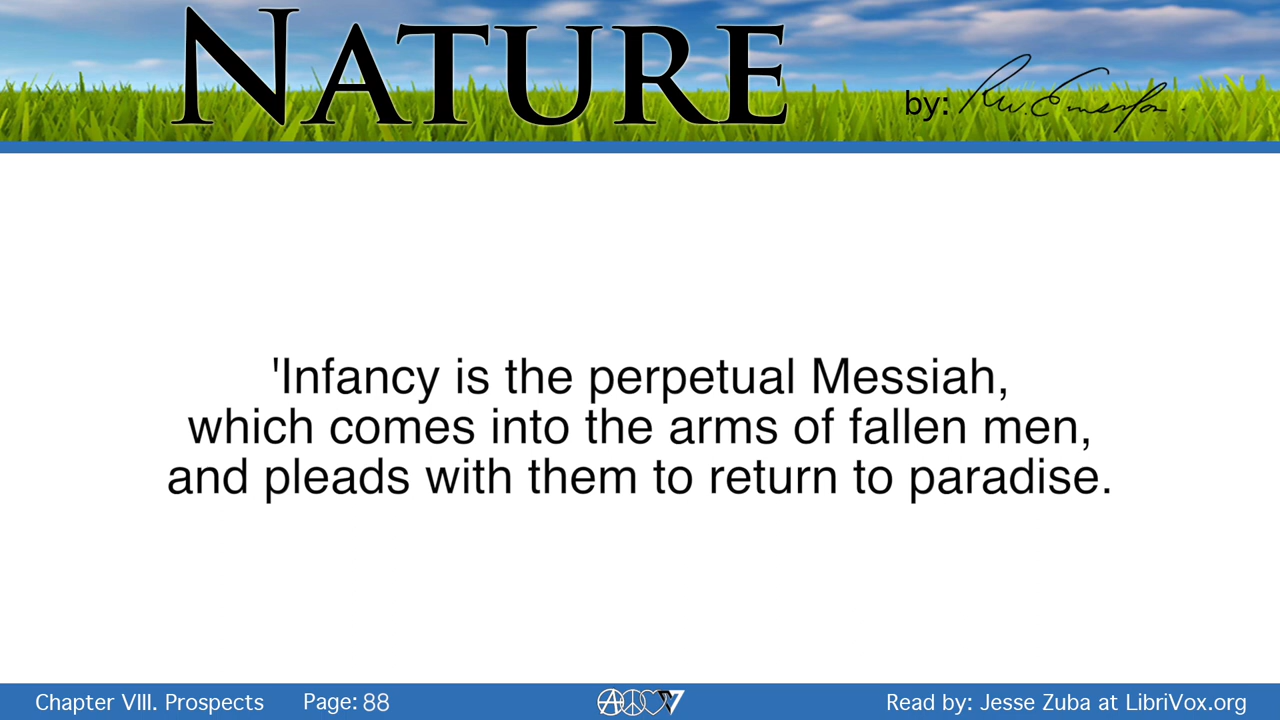 NATURE
by: R.W. Emerson.
'Infancy is the perpetual Messiah,
which comes into the arms of fallen men,
and pleads with them to return to paradise.
Chapter VIII. Prospects Page: 88
Read by: Jesse Zuba at LibriVox.org